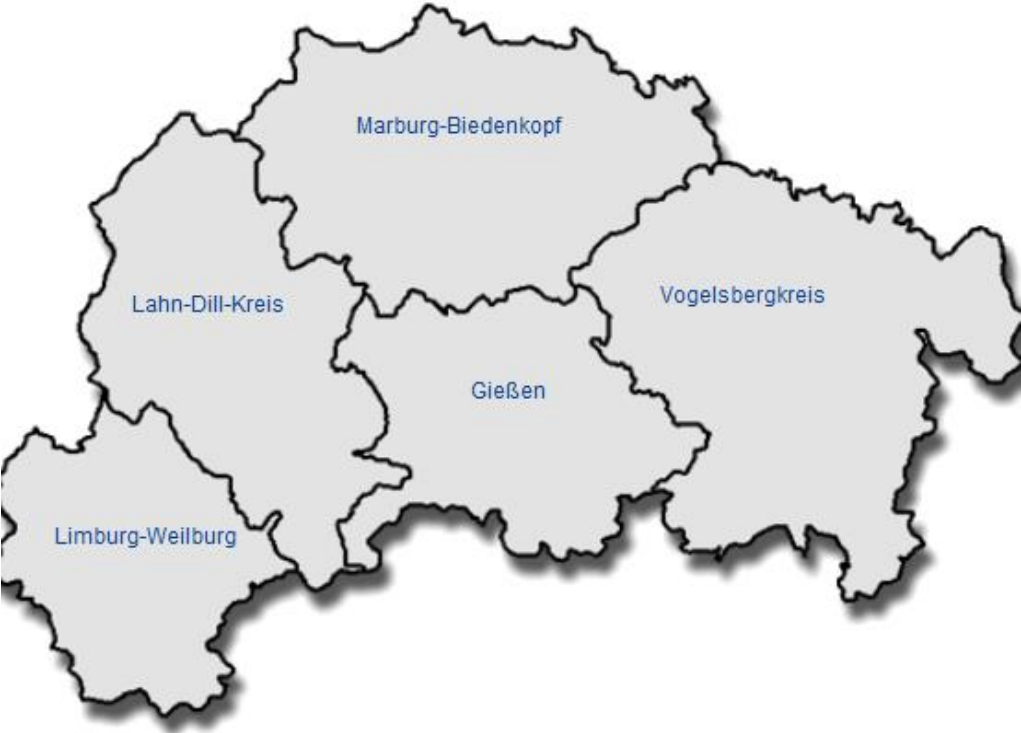 Marburg-Biedenkopf
Lahn-Dill-Kreis
Vogelsbergkreis
Gießen
Limburg-Weilburg